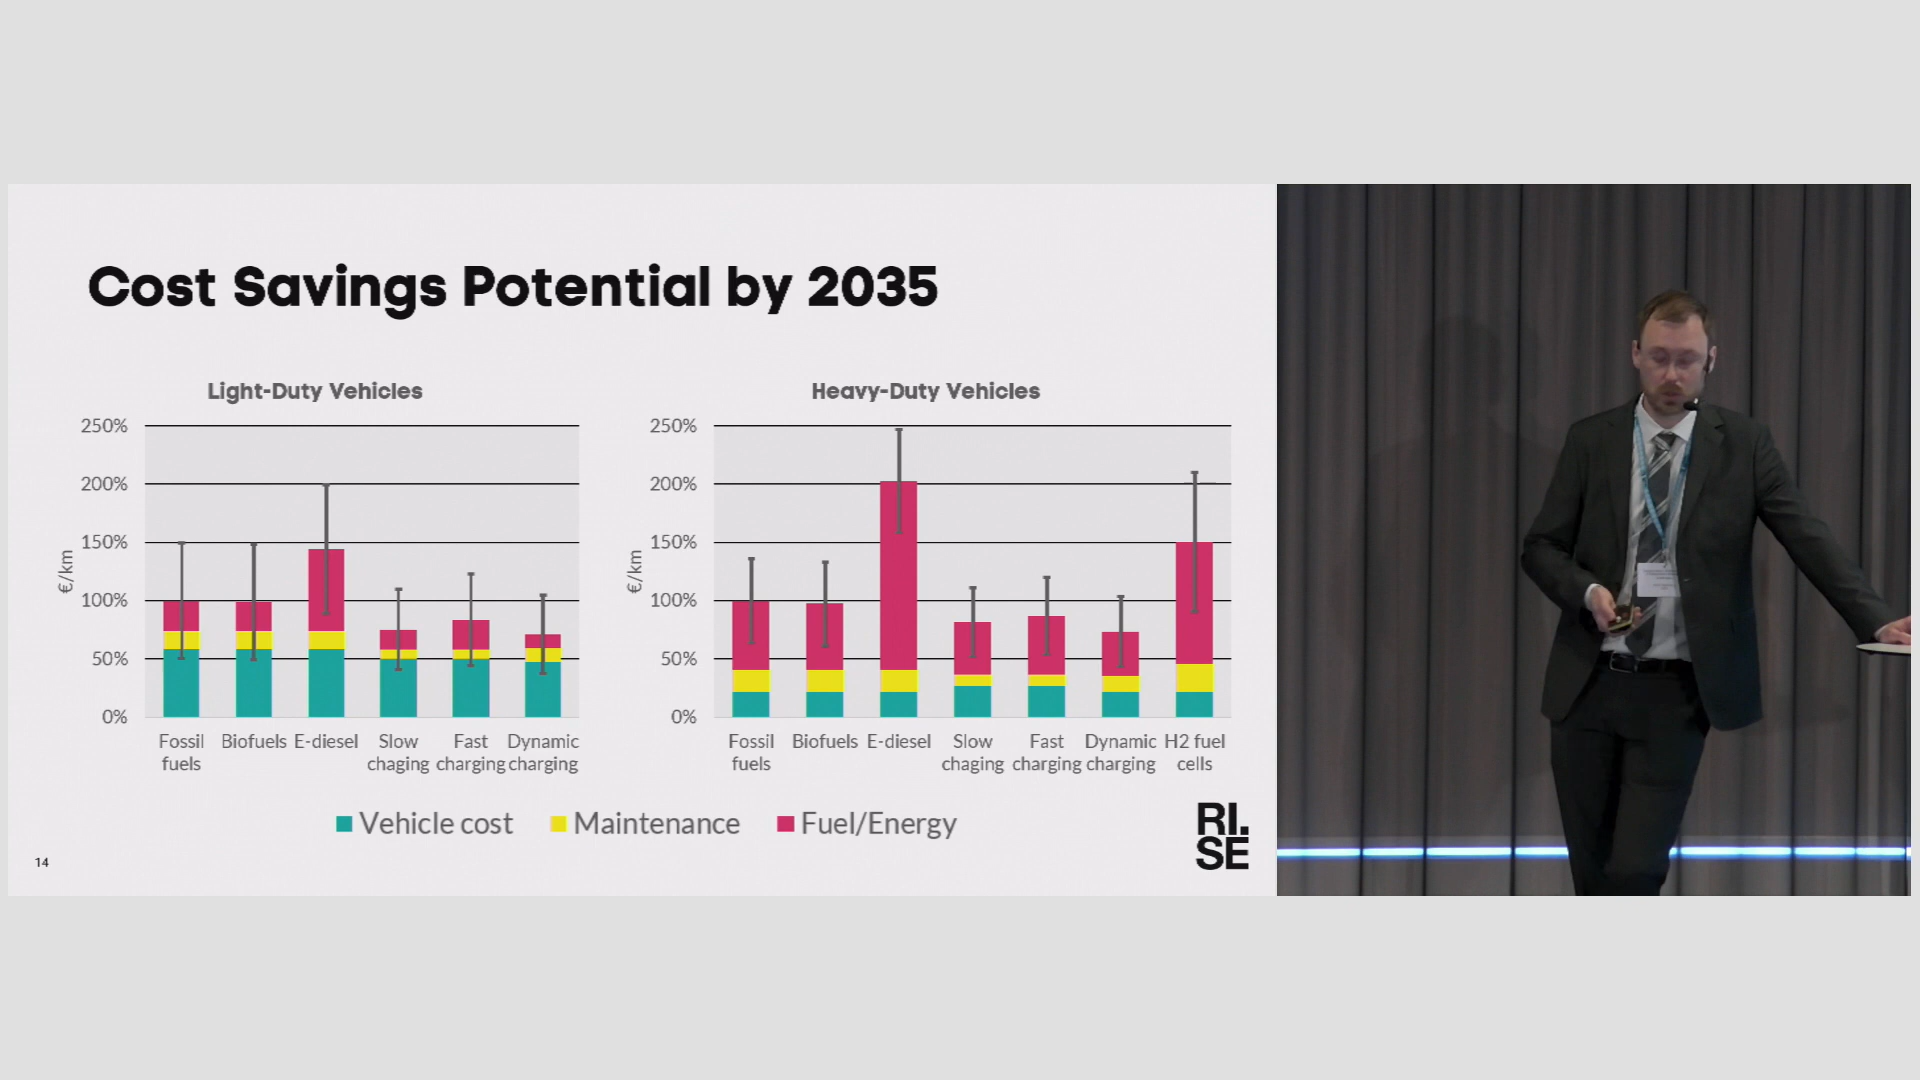 Cost Savings Potential by 2035
Light-Duty Vehicles
250%
200%
150%
100%
50%
0%
€/km
Fossil fuels
Biofuels
E-diesel
Slow chaging
Fast charging
Dynamic charging
Heavy-Duty Vehicles
250%
200%
150%
100%
50%
0%
€/km
Fossil fuels
Biofuels
E-diesel
Slow chaging
Fast charging
Dynamic charging
H2 fuel cells
Vehicle cost
Maintenance
Fuel/Energy
14
RI.
SE